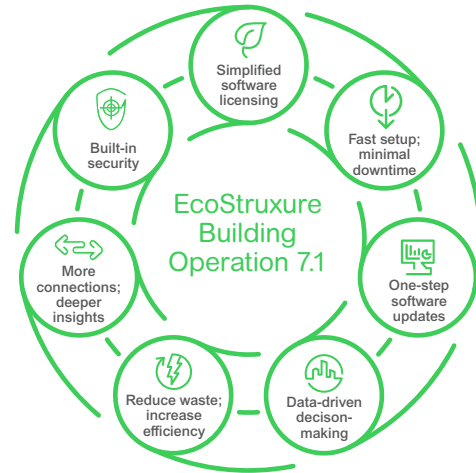 Simplified
software
licensing
Fast setup;
minimal
downtime
One-step
software
updates
Data-driven
decison-
making
Reduce waste;
increase
efficiency
More
connections;
deeper
insights
Built-in
security
EcoStruxure
Building
Operation 7.1